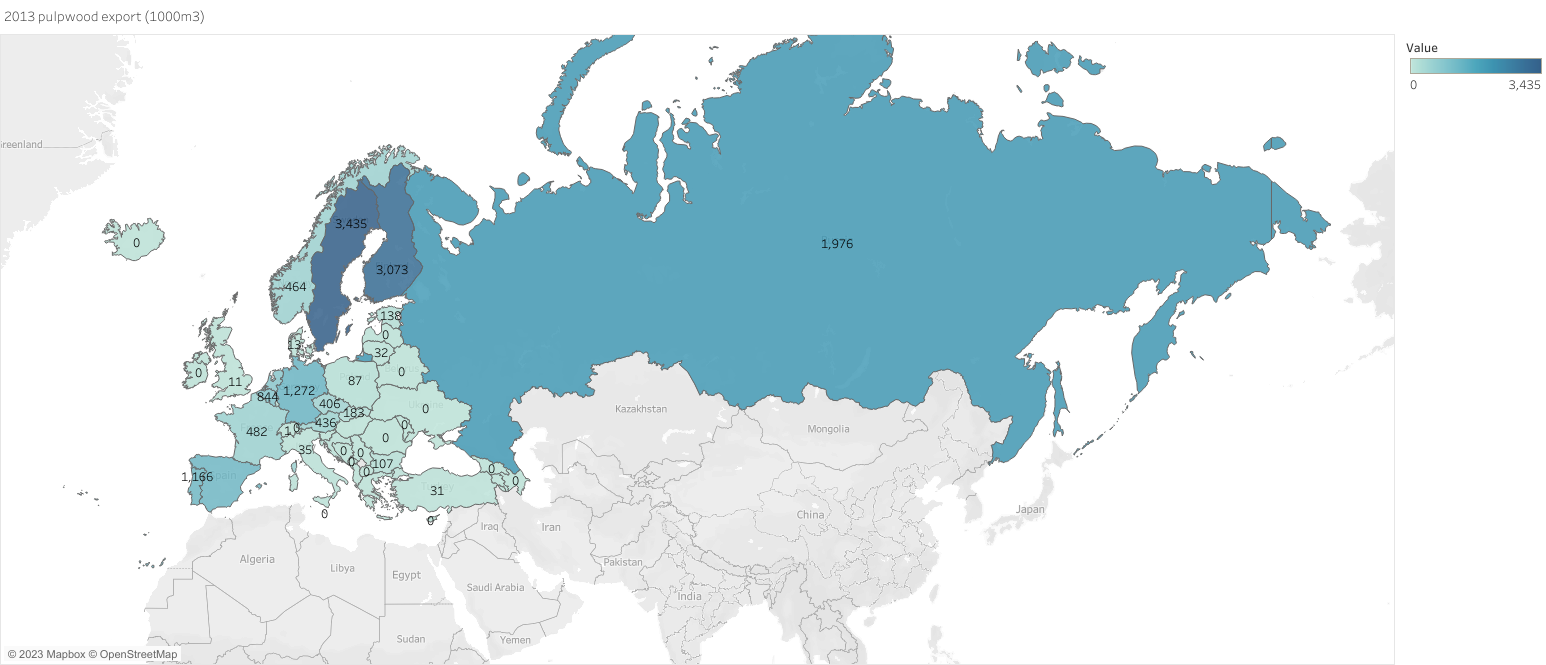 2013 pulpwood export (1000m3)
Value
0 3,435
reenland
0
3,435
1,976
3,073
464
138
0
13
32
0
0
11
87
844
1,272
406
0
183
436
482
10
0
0
35
0
0
0
107
0
0
0
1,166
31
0
0
Kazakhstan
Mongolia
China
Japan
Iraq
Iran
Algeria
Libya
Egypt
Pakistan
Saudi Arabia
India
Sudan
Yemen
© 2023 Mapbox © OpenStreetMap